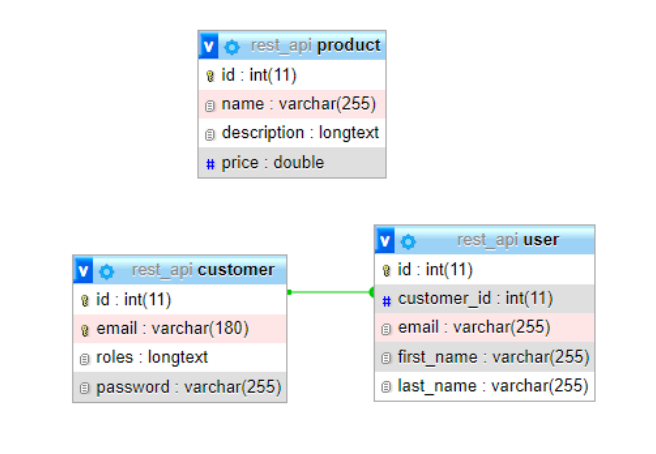 v rest_api product
id : int(11)
name : varchar(255)
description : longtext
# price : double
v rest_api customer
id : int(11)
email : varchar(180)
roles : longtext
password : varchar(255)
v rest_api user
id : int(11)
# customer_id : int(11)
email : varchar(255)
first_name : varchar(255)
last_name : varchar(255)